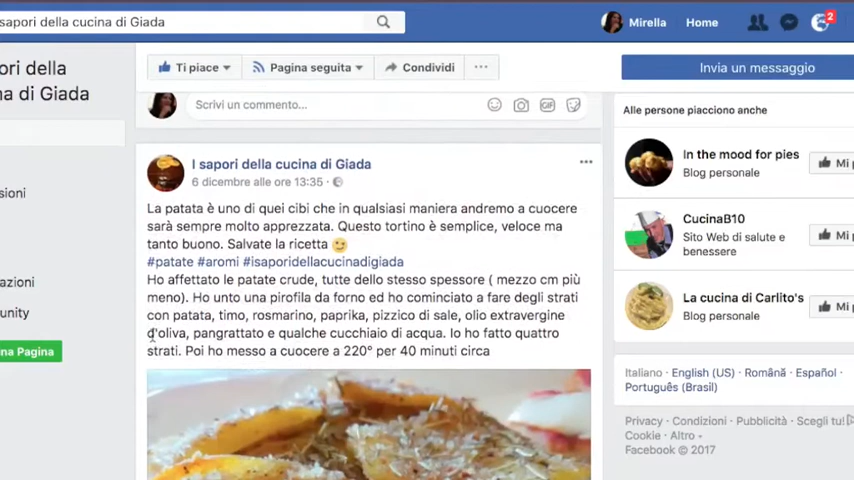 sapori della cucina di Giada
Mirella
Home
2
pori della
na di Giada
Ti piace
Pagina seguita
Condividi
Invia un messaggio
Scrivi un commento...
GIF
Alle persone piacciono anche
I sapori della cucina di Giada
6 dicembre alle ore 13:35 ·
La patata è uno di quei cibi che in qualsiasi maniera andremo a cuocere
sarà sempre molto apprezzata. Questo tortino è semplice, veloce ma
tanto buono. Salvate la ricetta
#patate #aromi #isaporidellacucinadigiada
Ho affettato le patate crude, tutte dello stesso spessore ( mezzo cm più
meno). Ho unto una pirofila da forno ed ho cominciato a fare degli strati
con patata, timo, rosmarino, paprika, pizzico di sale, olio extravergine
d'oliva, pangrattato e qualche cucchiaio di acqua. Io ho fatto quattro
strati. Poi ho messo a cuocere a 220° per 40 minuti circa
sioni
azioni
unity
na Pagina
In the mood for pies
Blog personale
Mi p
CucinaB10
Sito Web di salute e
benessere
Mi p
La cucina di Carlito's
Blog personale
Mi p
Italiano · English (US) · Română · Español ·
Português (Brasil)
Privacy · Condizioni · Pubblicità · Scegli tu!
Cookie · Altro
Facebook © 2017